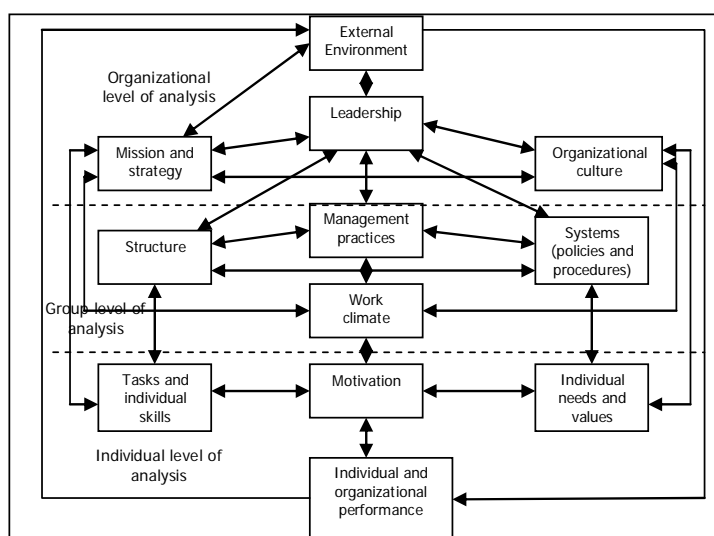 External
Environment
Organizational
level of analysis
Leadership
Mission and
strategy
Organizational
culture
Management
practices
Structure
Systems
(policies and
procedures)
Group level of
analysis
Work
climate
Tasks and
individual
skills
Motivation
Individual
needs and
values
Individual level of
analysis
Individual and
organizational
performance